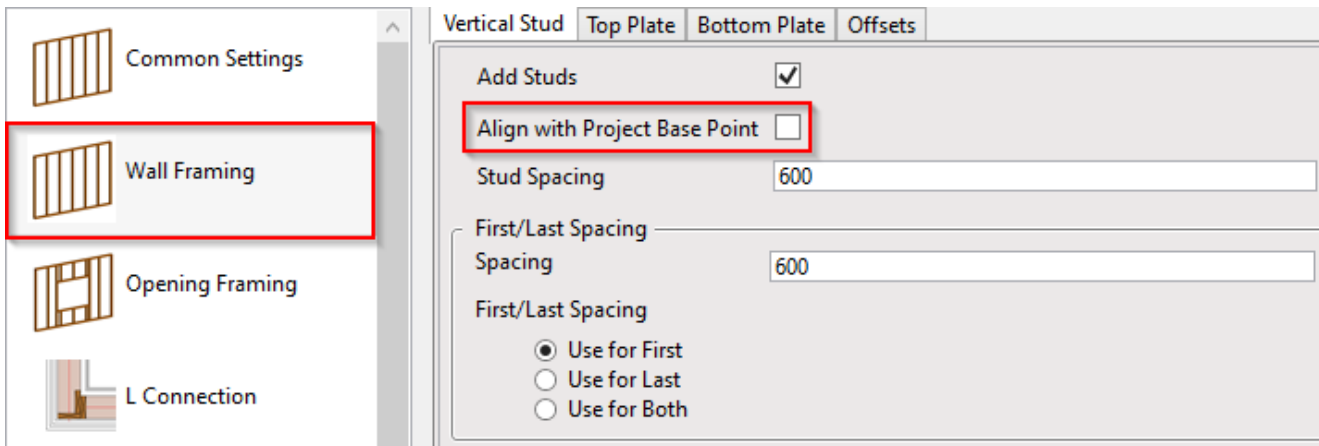 Common Settings
Wall Framing
Opening Framing
L Connection
Vertical Stud Top Plate Bottom Plate Offsets
Add Studs
Align with Project Base Point
Stud Spacing 600
First/Last Spacing
Spacing 600
First/Last Spacing
Use for First
Use for Last
Use for Both